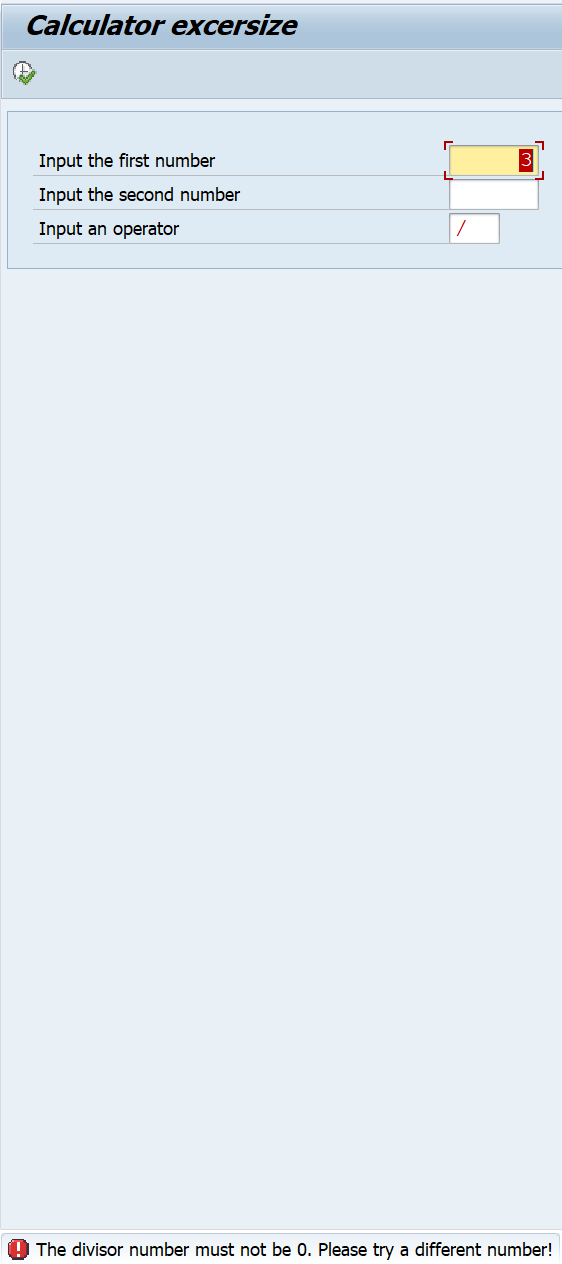 Calculator excersize
Input the first number 3
Input the second number
Input an operator /
The divisor number must not be 0. Please try a different number!